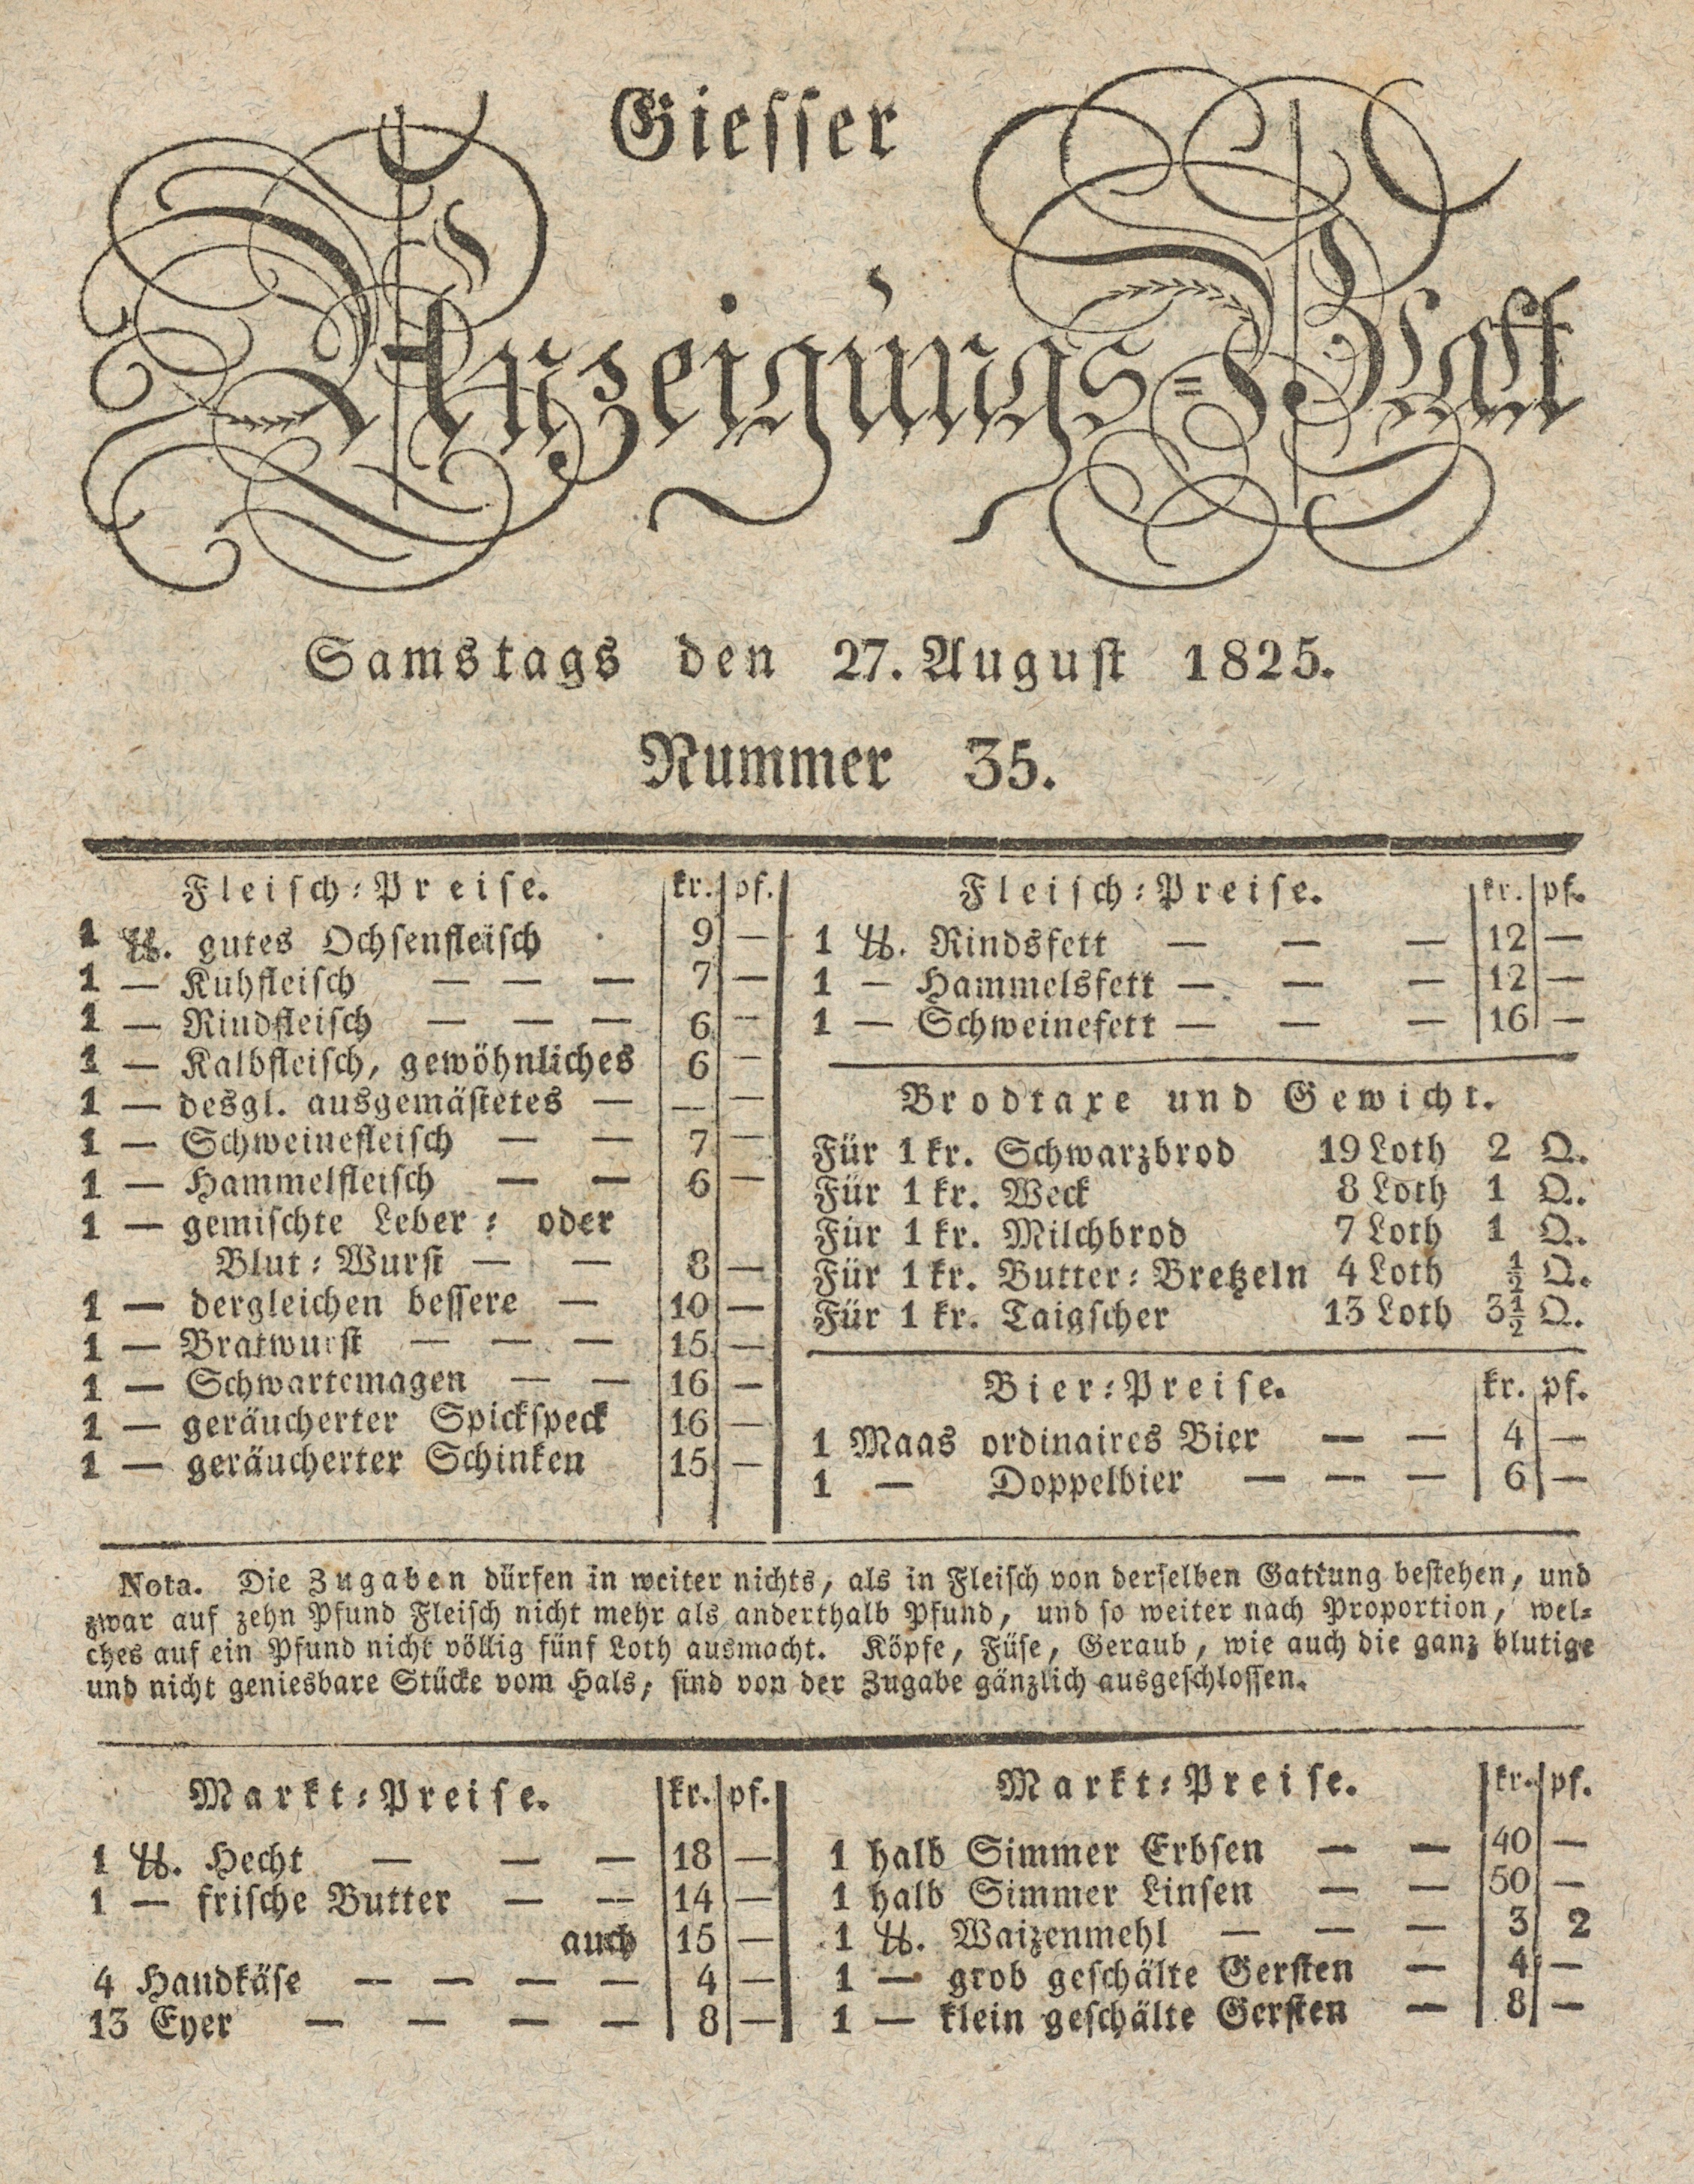 Giesser
Anzeigungs=Blatt
Samstags den 27. August 1825.
Nummer 35.
Fleisch=Preise. kr. pf.
1 ℔. gutes Ochsenfleisch 9 —
1 — Kuhfleisch — — — 7 —
1 — Rindfleisch — — — 6 —
1 — Kalbfleisch, gewöhnliches 6 —
1 — desgl. ausgemästetes — — —
1 — Schweinefleisch — — 7 —
1 — Hammelfleisch — — 6 —
1 — gemischte Leber= oder
Blut=Wurst — — 8 —
1 — dergleichen bessere — 10 —
1 — Bratwurst — — — 15 —
1 — Schwartemagen — — 16 —
1 — geräucherter Spickspeck 16 —
1 — geräucherter Schinken 15 —
Fleisch=Preise. kr. pf.
1 ℔. Rindsfett — — — 12 —
1 — Hammelsfett — — — 12 —
1 — Schweinefett — — — 16 —
Brodtaxe und Gewicht.
Für 1 kr. Schwarzbrod 19 Loth 2 Q.
Für 1 kr. Weck 8 Loth 1 Q.
Für 1 kr. Milchbrod 7 Loth 1 Q.
Für 1 kr. Butter=Bretzeln 4 Loth ½ Q.
Für 1 kr. Taigscher 13 Loth 3½ Q.
Bier=Preise. kr. pf.
1 Maas ordinaires Bier — — 4 —
1 — Doppelbier — — — 6 —
Nota. Die Zugaben dürfen in weiter nichts, als in Fleisch von derselben Gattung bestehen, und
zwar auf zehn Pfund Fleisch nicht mehr als anderthalb Pfund, und so weiter nach Proportion, wel=
ches auf ein Pfund nicht völlig fünf Loth ausmacht. Köpfe, Füse, Geraub, wie auch die ganz blutige
und nicht geniesbare Stücke vom Hals, sind von der Zugabe gänzlich ausgeschlossen.
Markt=Preise. kr. pf.
1 ℔. Hecht — — — 18 —
1 — frische Butter — — 14 —
auch 15 —
4 Handkäse — — — — 4 —
13 Eyer — — — — 8 —
Markt=Preise. kr. pf.
1 halb Simmer Erbsen — — 40 —
1 halb Simmer Linsen — — 50 —
1 ℔. Waizenmehl — — — 3 2
1 — grob geschälte Gersten — 4 —
1 — klein geschälte Gersten — 8 —